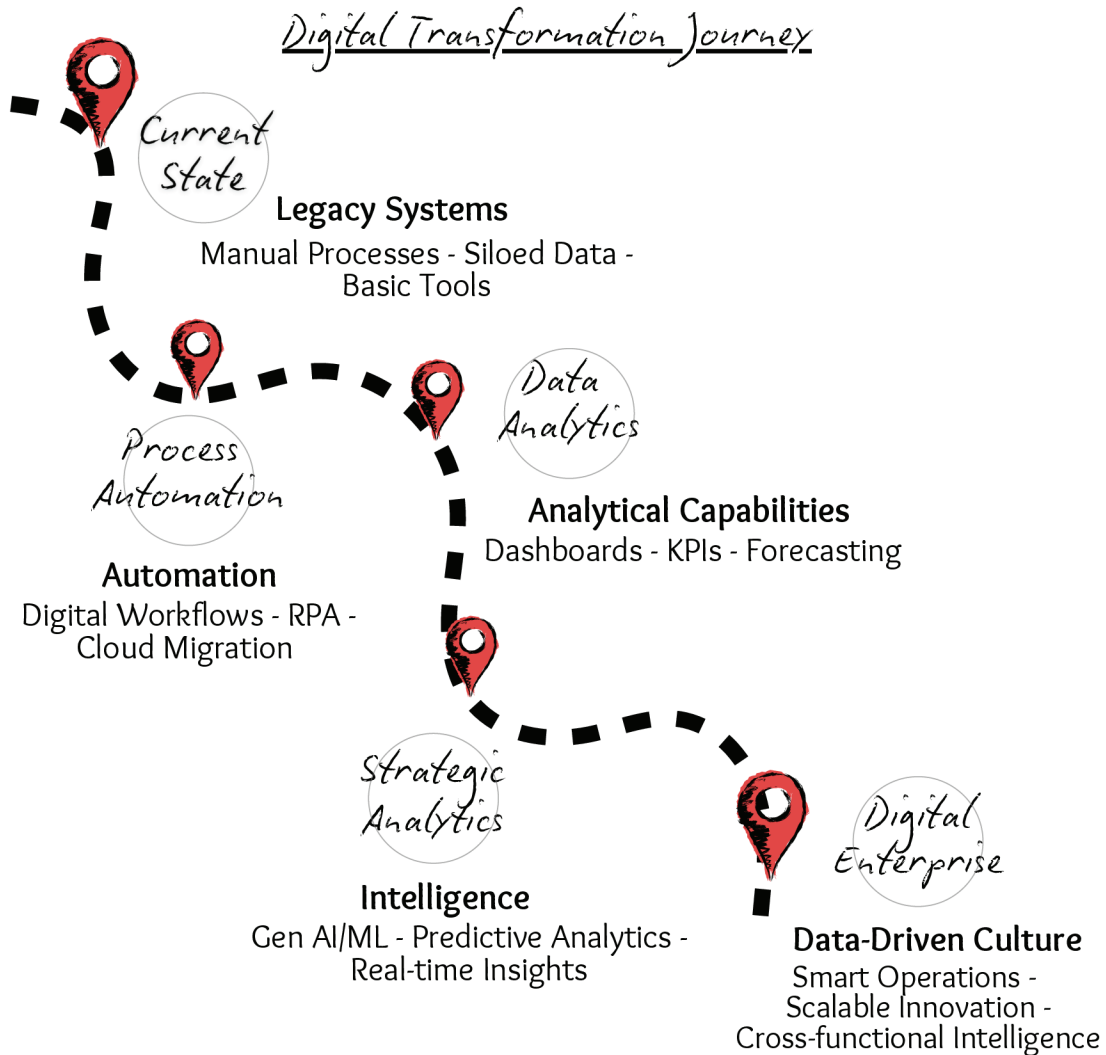 Digital Transformation Journey
Current
State
Legacy Systems
Manual Processes - Siloed Data -
Basic Tools
Process
Automation
Automation
Digital Workflows - RPA -
Cloud Migration
Data
Analytics
Analytical Capabilities
Dashboards - KPIs - Forecasting
Strategic
Analytics
Intelligence
Gen AI/ML - Predictive Analytics -
Real-time Insights
Digital
Enterprise
Data-Driven Culture
Smart Operations -
Scalable Innovation -
Cross-functional Intelligence